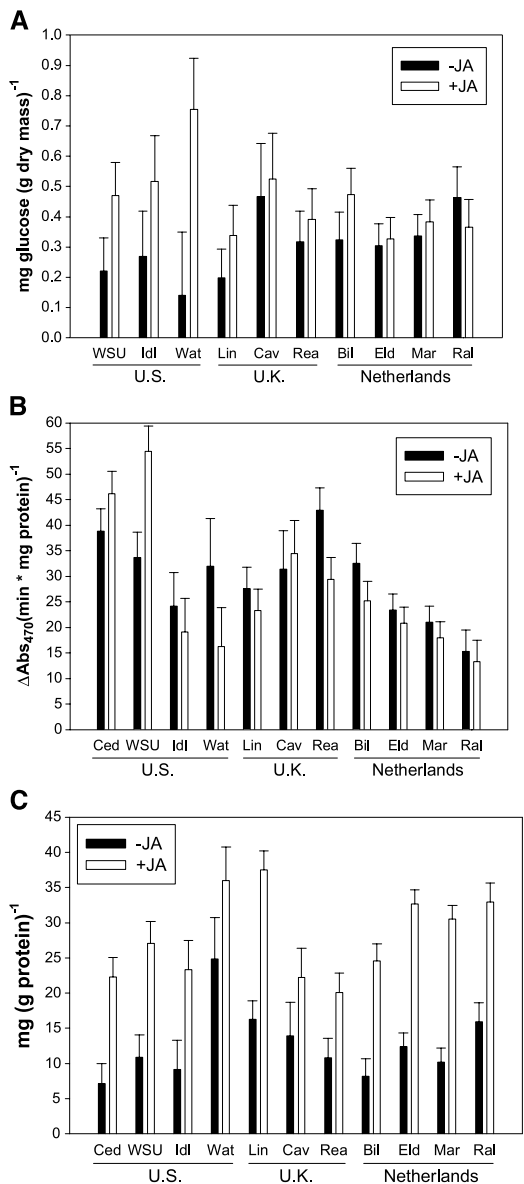 A
mg glucose (g dry mass)⁻¹
1.0
0.9
0.8
0.7
0.6
0.5
0.4
0.3
0.2
0.1
0.0
-JA
+JA
WSU Idl Wat Lin Cav Rea Bil Eld Mar Ral
U.S. U.K. Netherlands
B
ΔAbs₄₇₀(min * mg protein)⁻¹
60
55
50
45
40
35
30
25
20
15
10
5
0
-JA
+JA
Ced WSU Idl Wat Lin Cav Rea Bil Eld Mar Ral
U.S. U.K. Netherlands
C
mg (g protein)⁻¹
45
40
35
30
25
20
15
10
5
0
-JA
+JA
Ced WSU Idl Wat Lin Cav Rea Bil Eld Mar Ral
U.S. U.K. Netherlands